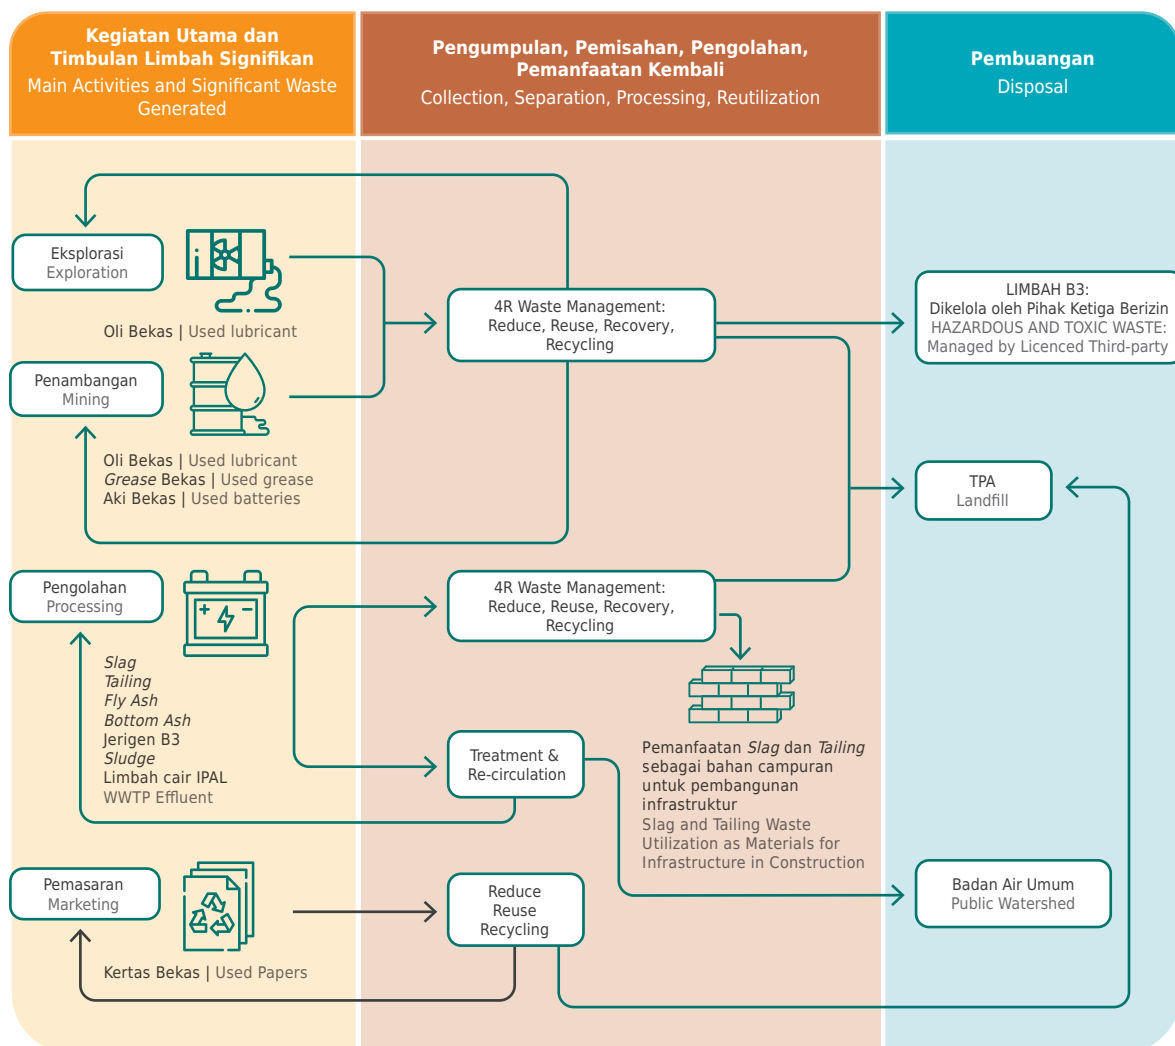 Kegiatan Utama dan
Timbulan Limbah Signifikan
Main Activities and Significant Waste
Generated
Pengumpulan, Pemisahan, Pengolahan,
Pemanfaatan Kembali
Collection, Separation, Processing, Reutilization
Pembuangan
Disposal
Eksplorasi
Exploration
Oli Bekas | Used lubricant
Penambangan
Mining
Oli Bekas | Used lubricant
Grease Bekas | Used grease
Aki Bekas | Used batteries
4R Waste Management:
Reduce, Reuse, Recovery,
Recycling
LIMBAH B3:
Dikelola oleh Pihak Ketiga Berizin
HAZARDOUS AND TOXIC WASTE:
Managed by Licenced Third-party
TPA
Landfill
Pengolahan
Processing
Slag
Tailing
Fly Ash
Bottom Ash
Jerigen B3
Sludge
Limbah cair IPAL
WWTP Effluent
4R Waste Management:
Reduce, Reuse, Recovery,
Recycling
Treatment &
Re-circulation
Pemanfaatan Slag dan Tailing
sebagai bahan campuran
untuk pembangunan
infrastruktur
Slag and Tailing Waste
Utilization as Materials for
Infrastructure in Construction
Badan Air Umum
Public Watershed
Pemasaran
Marketing
Kertas Bekas | Used Papers
Reduce
Reuse
Recycling